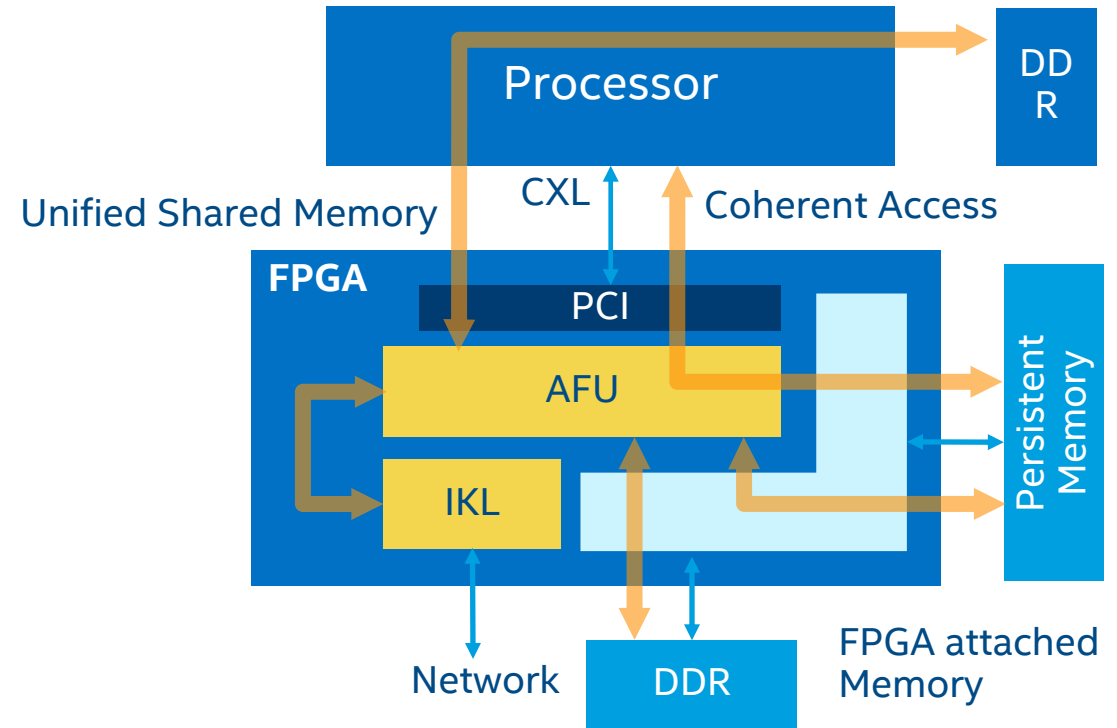 Processor
DD
R
CXL
Unified Shared Memory
Coherent Access
FPGA
PCI
AFU
Persistent
Memory
IKL
Network
DDR
FPGA attached
Memory